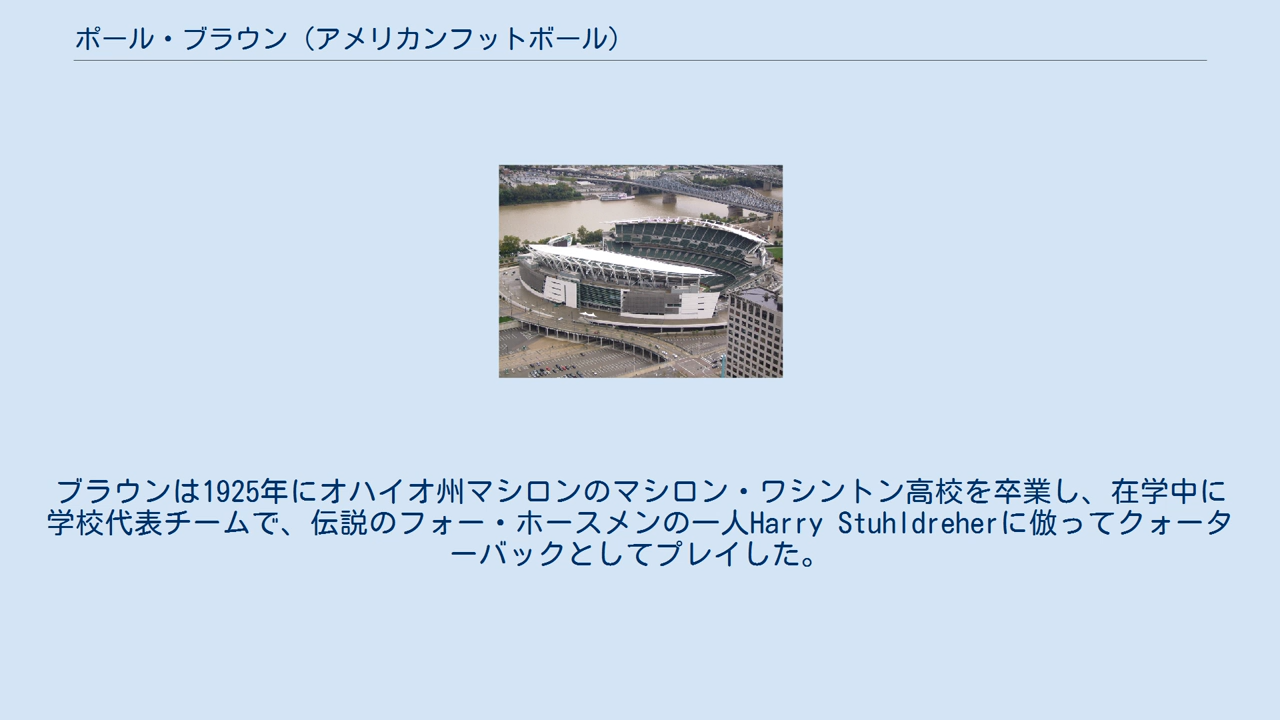 ポール・ブラウン（アメリカンフットボール）
ブラウンは1925年にオハイオ州マシロンのマシロン・ワシントン高校を卒業し、在学中に
学校代表チームで、伝説のフォー・ホースメンの一人Harry Stuhldreherに倣ってクォータ
ーバックとしてプレイした。